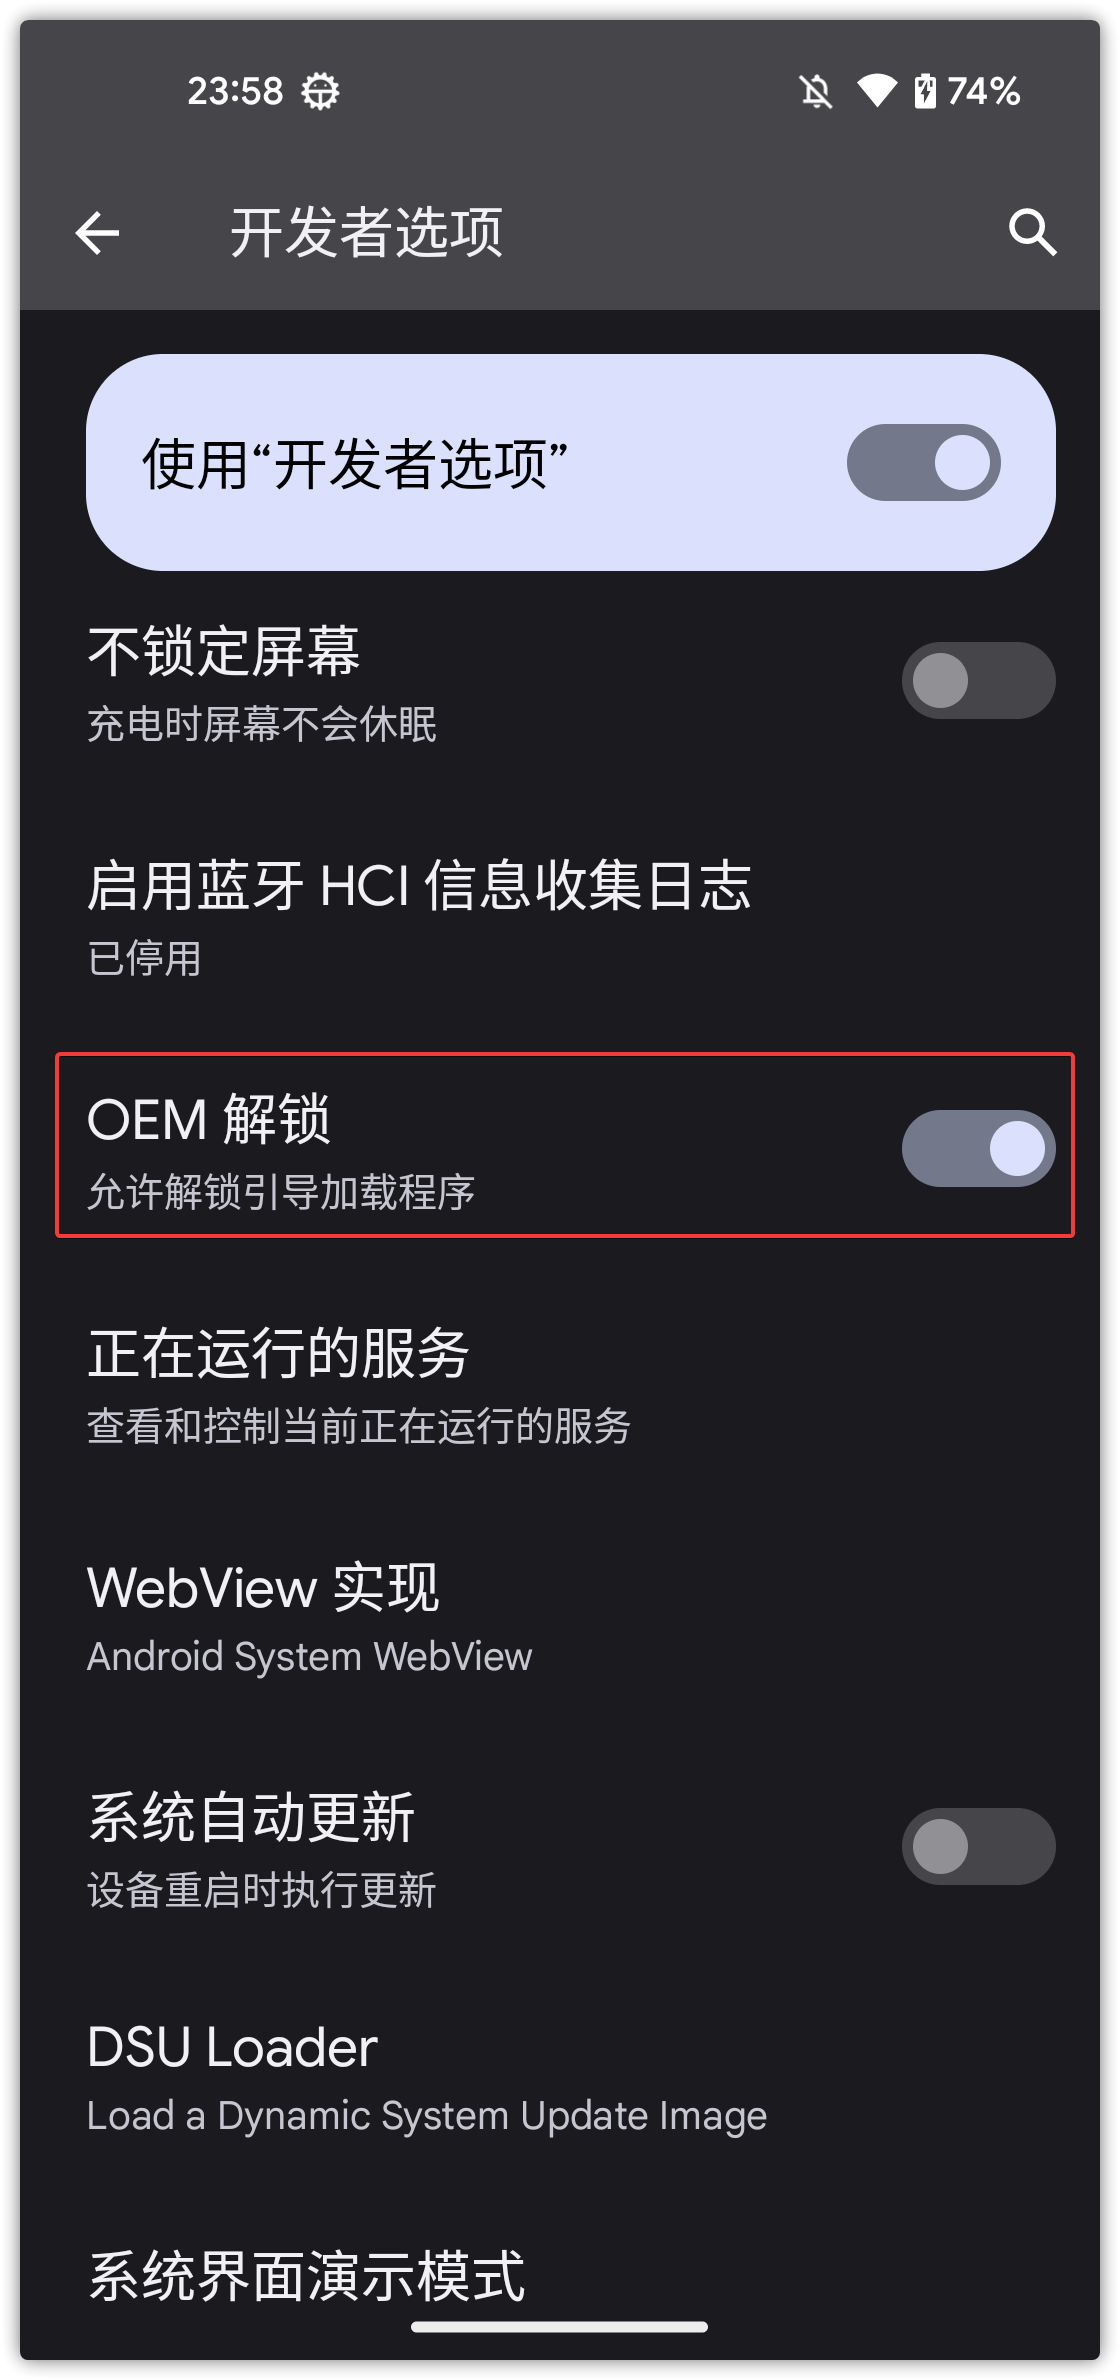 23:58
74%
开发者选项
使用“开发者选项”
不锁定屏幕
充电时屏幕不会休眠
启用蓝牙 HCI 信息收集日志
已停用
OEM 解锁
允许解锁引导加载程序
正在运行的服务
查看和控制当前正在运行的服务
WebView 实现
Android System WebView
系统自动更新
设备重启时执行更新
DSU Loader
Load a Dynamic System Update Image
系统界面演示模式